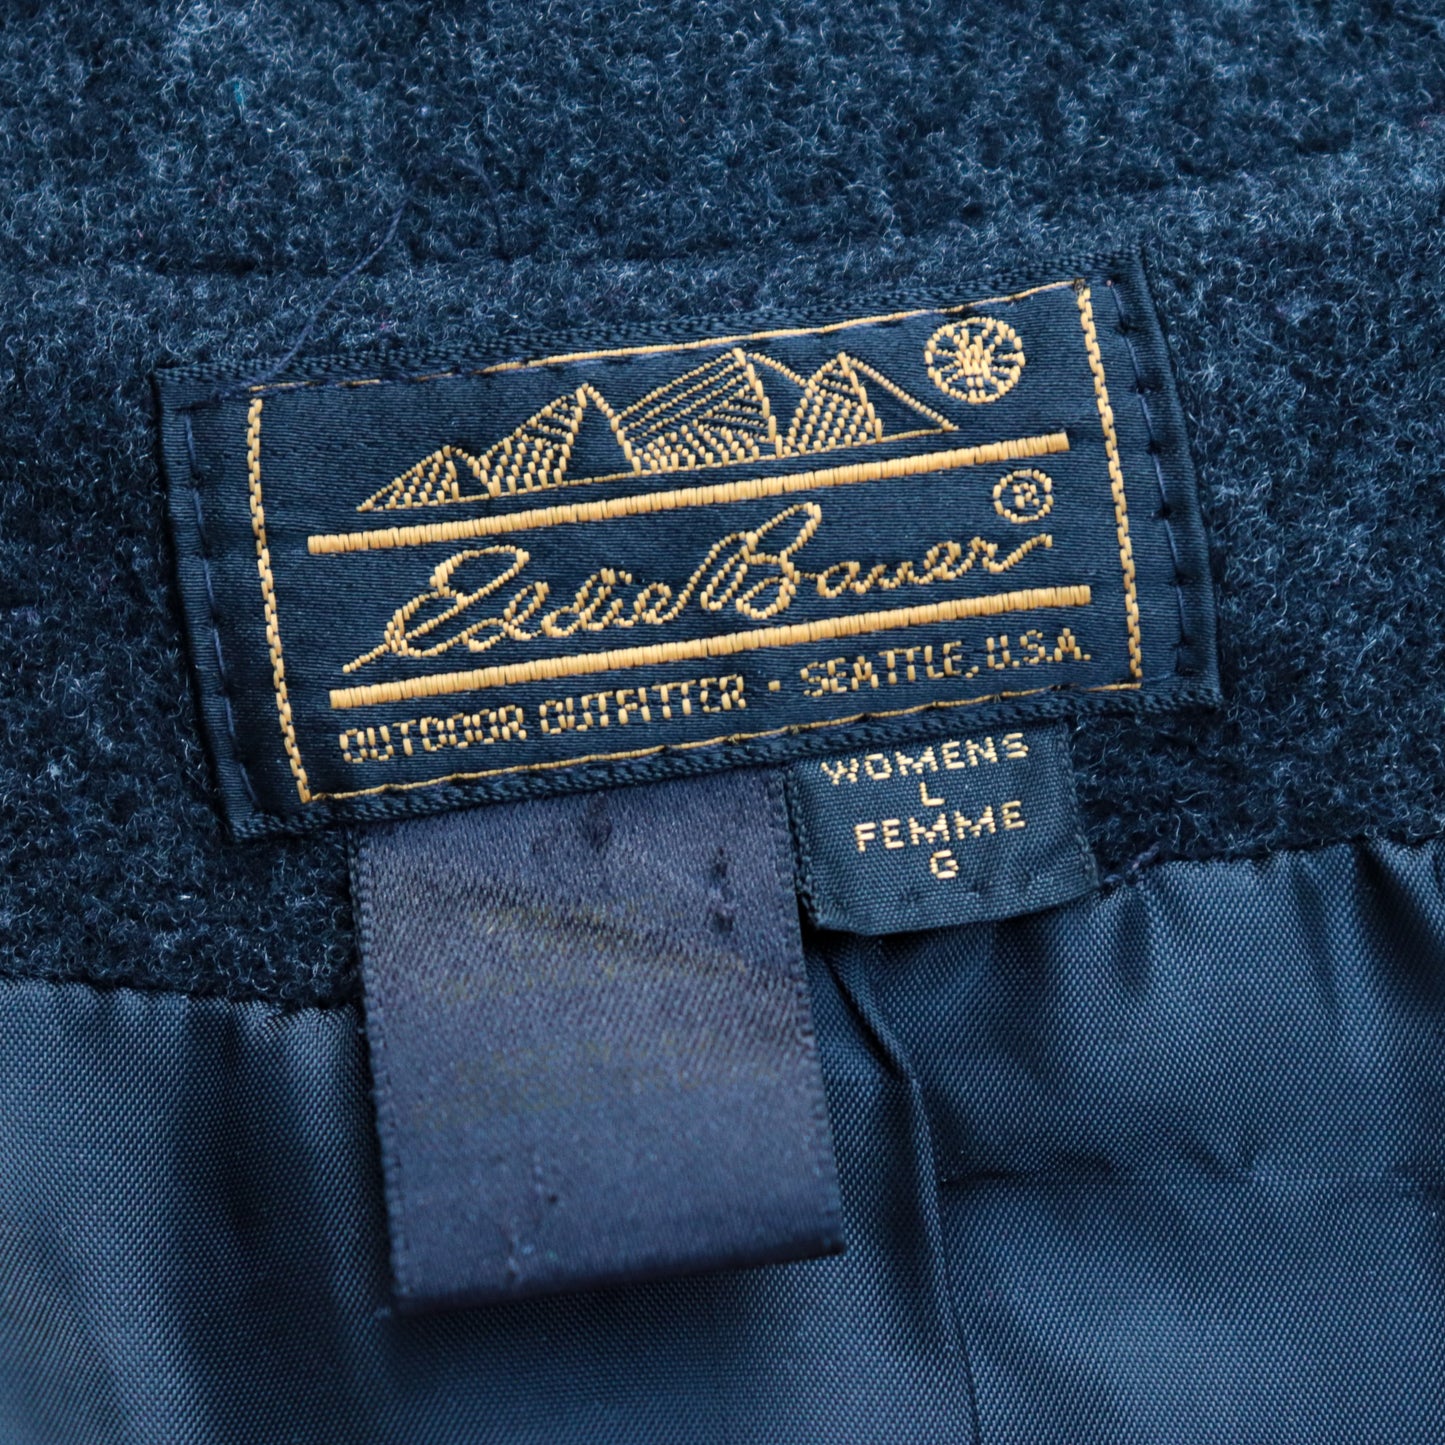 ®
Eddie Bauer
OUTDOOR OUTFITTER · SEATTLE, U.S.A.
WOMENS
L
FEMME
G